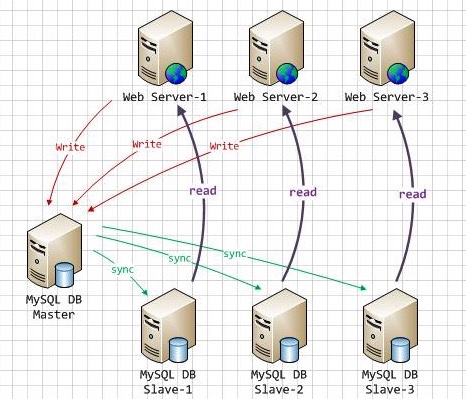 Web Server-1
Web Server-2
Web Server-3
Write
Write
Write
read
read
read
sync
sync
sync
MySQL DB
Master
MySQL DB
Slave-1
MySQL DB
Slave-2
MySQL DB
Slave-3